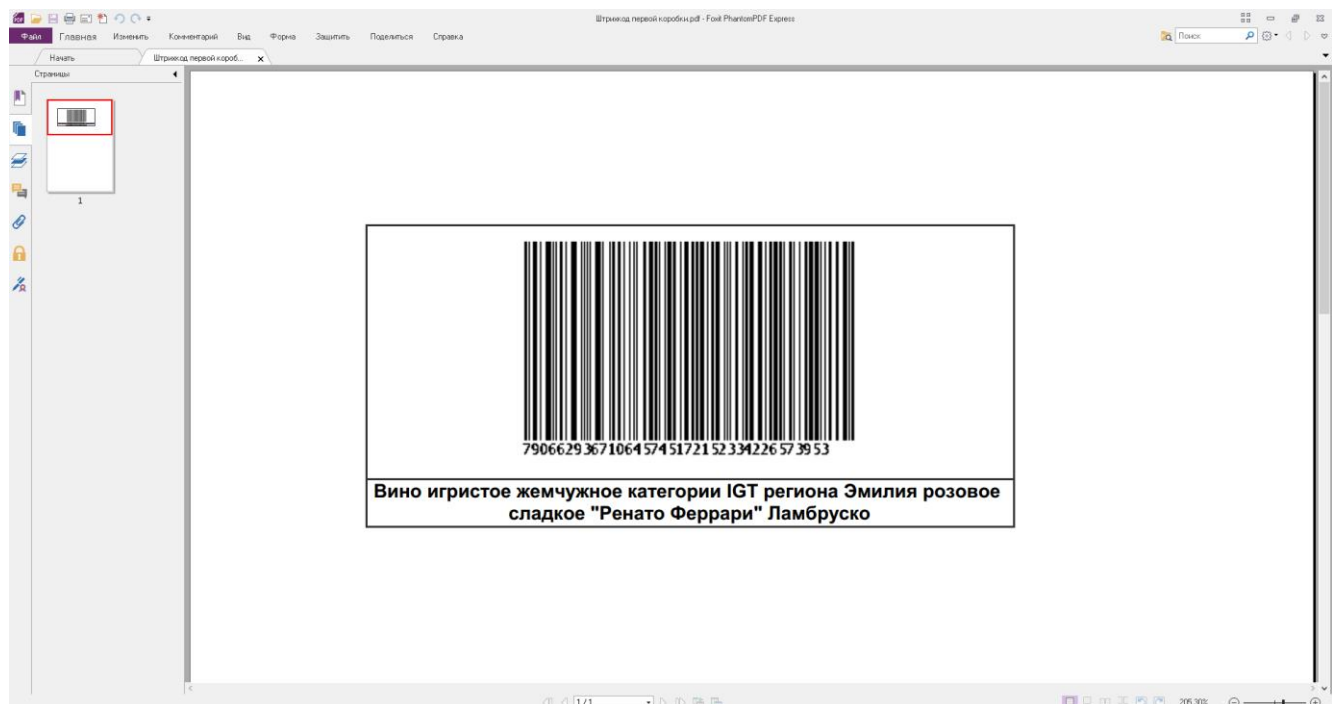 Штрихкод первой коробки.pdf - Foxit PhantomPDF Express
Файл Главная Изменить Комментарий Вид Форма Защитить Поделиться Справка Поиск
Начать Штрихкод первой короб...
Страницы
1
790662936710645745172152334226573953
Вино игристое жемчужное категории IGT региона Эмилия розовое
сладкое "Ренато Феррари" Ламбруско
1 / 1 205,30%